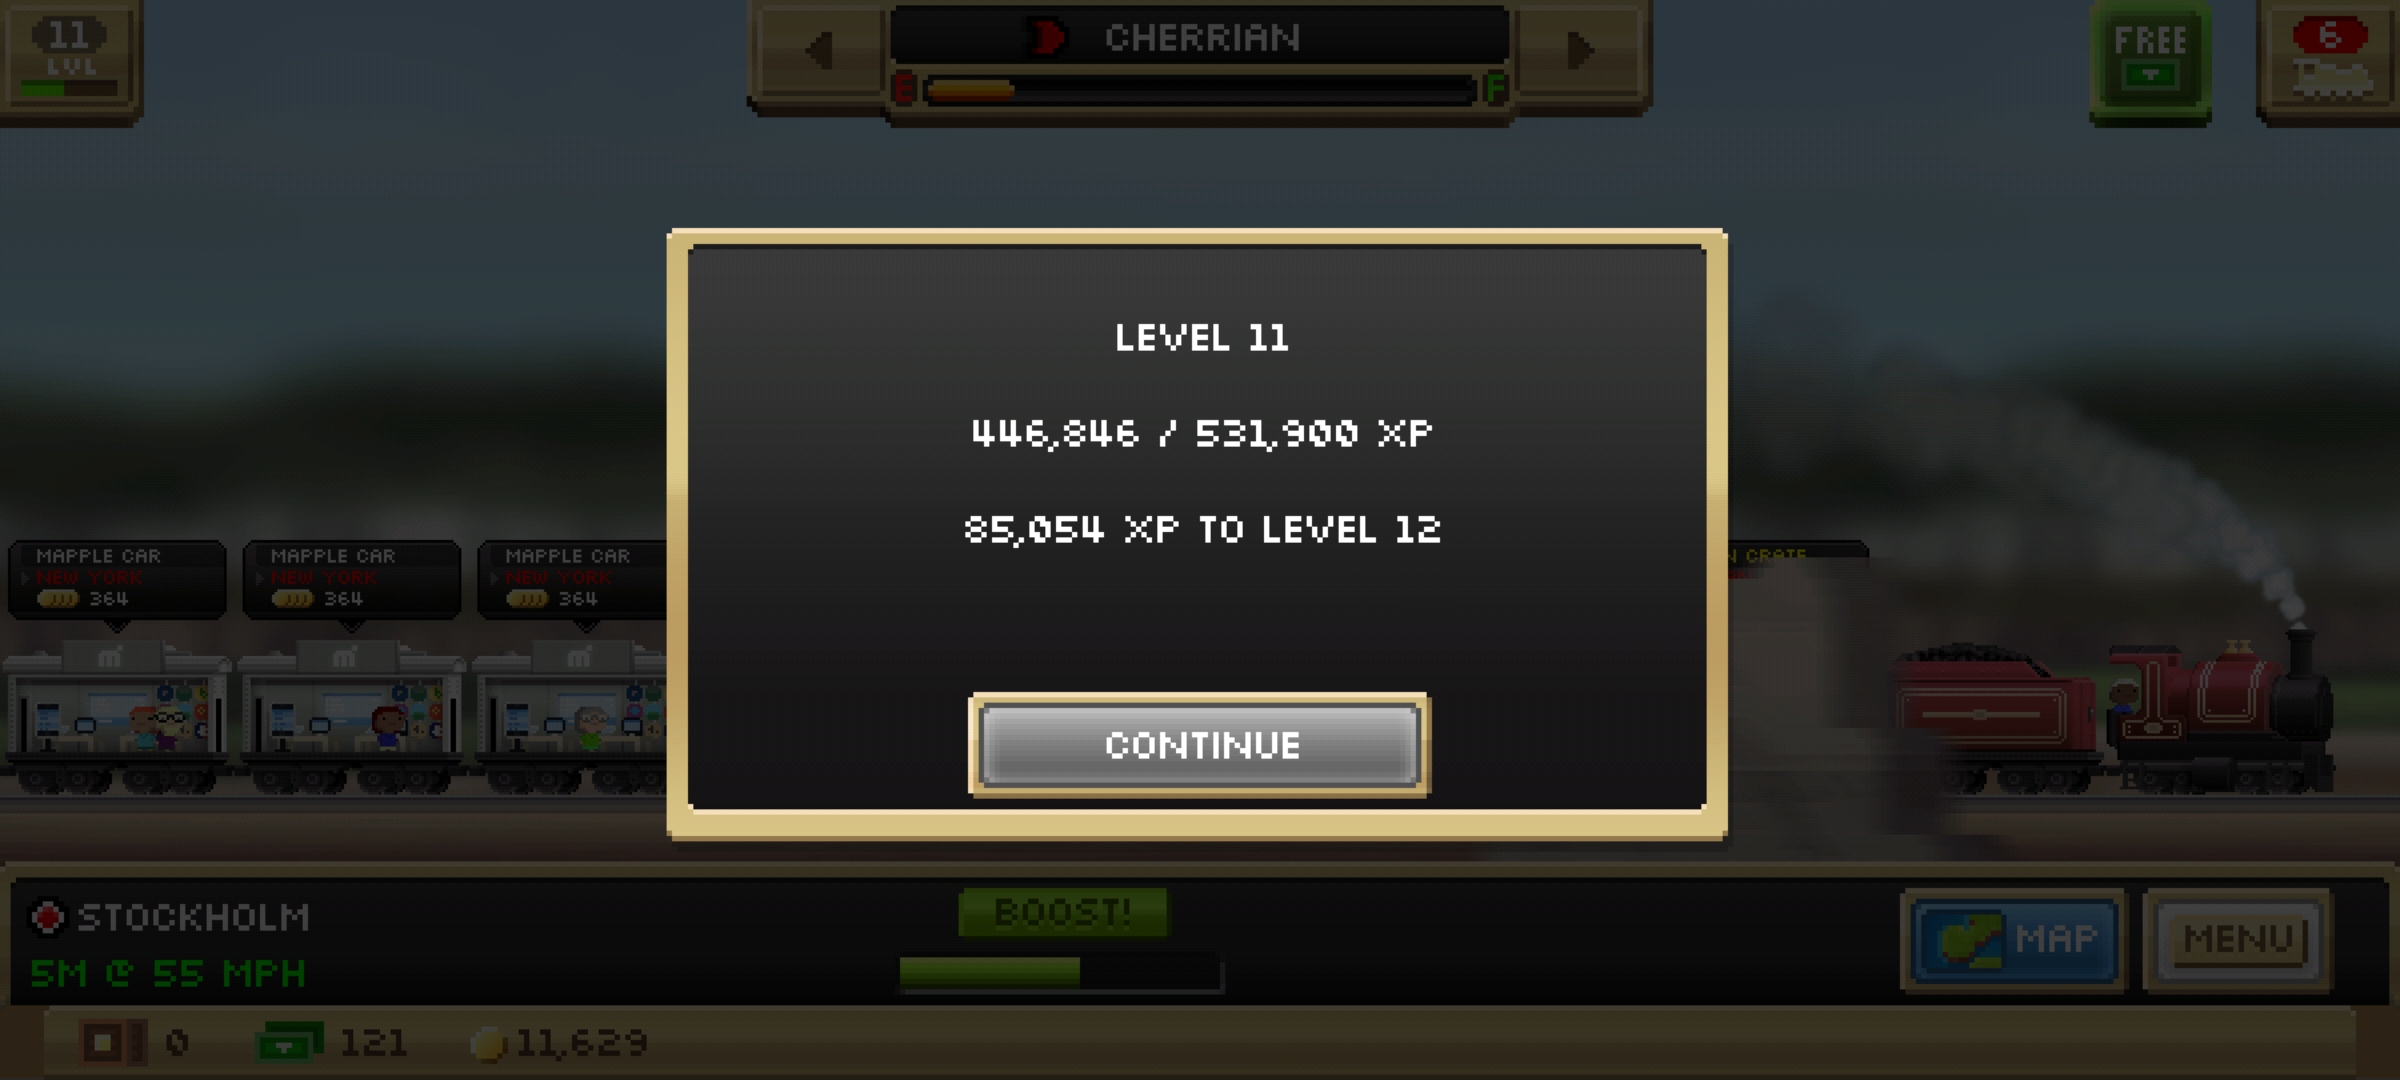 11
LVL
CHERRIAN
E F
FREE
6
LEVEL 11
446,846 / 531,900 XP
85,054 XP TO LEVEL 12
CONTINUE
MAPPLE CAR
NEW YORK
364
MAPPLE CAR
NEW YORK
364
MAPPLE CAR
NEW YORK
364
N CRATE
m
m
m
STOCKHOLM
5M @ 55 MPH
BOOST!
MAP
MENU
0
121
11,629